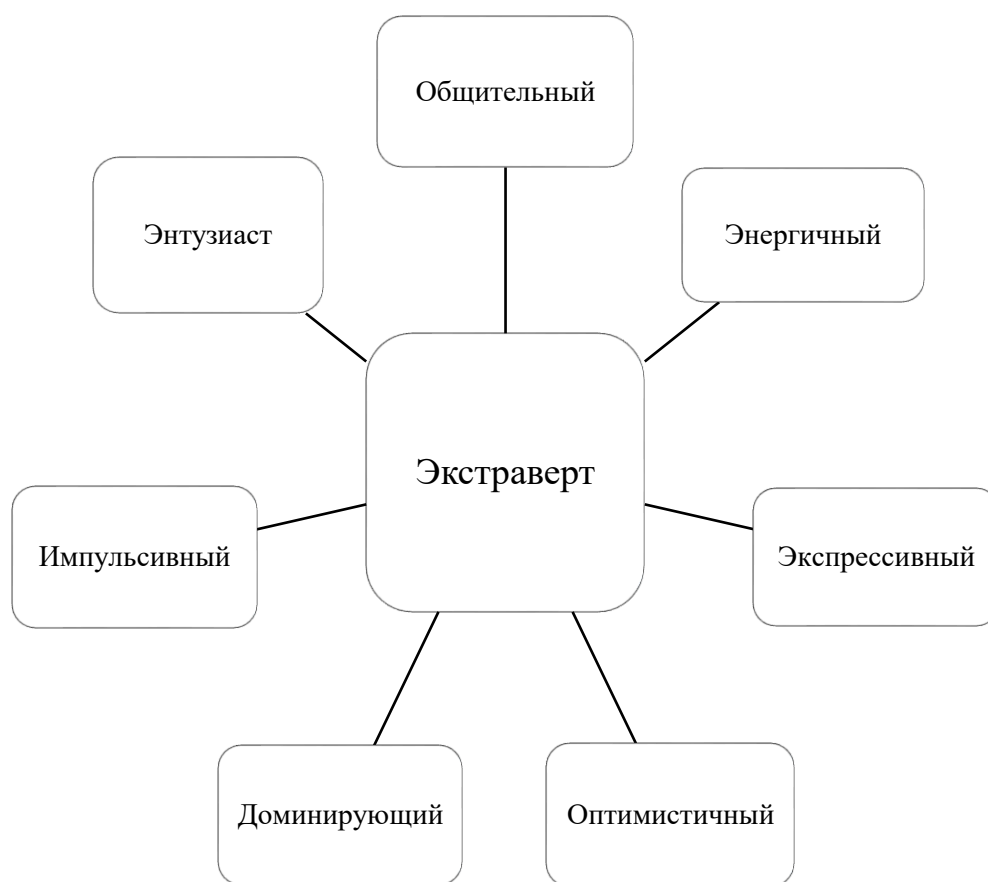 Общительный
Энтузиаст
Энергичный
Экстраверт
Импульсивный
Экспрессивный
Доминирующий
Оптимистичный